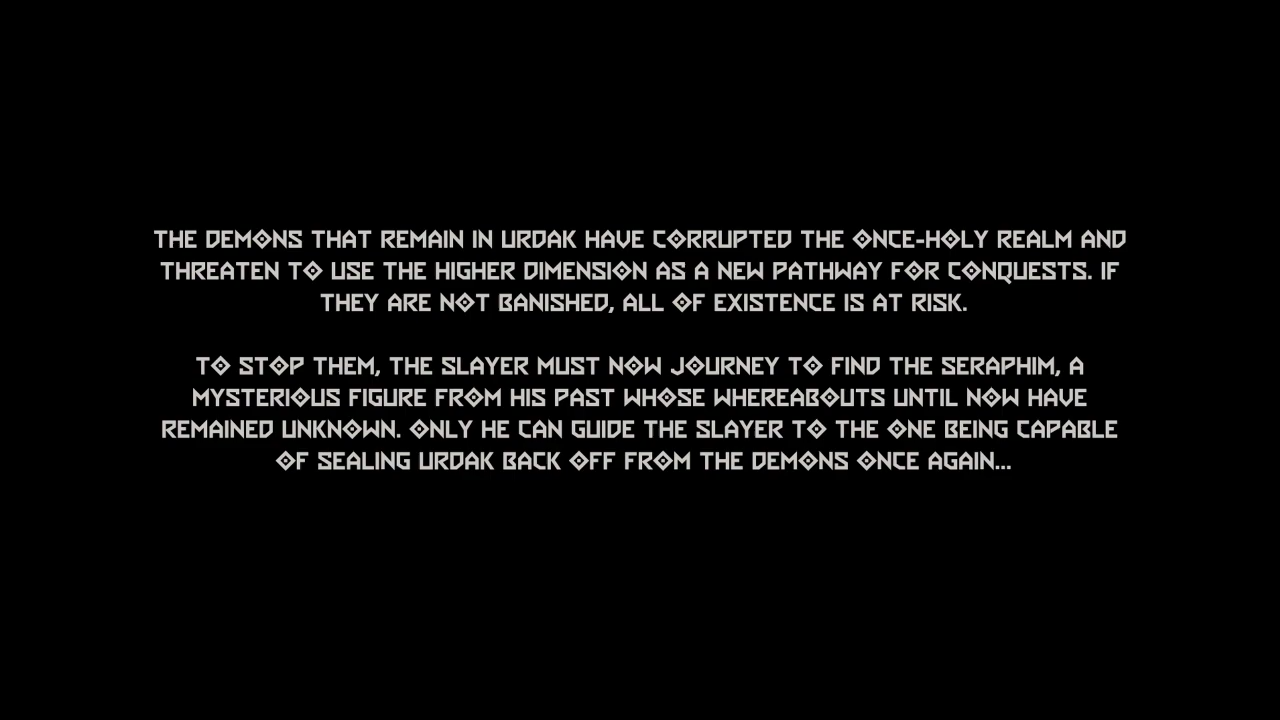 THE DEMONS THAT REMAIN IN URDAK HAVE CORRUPTED THE ONCE-HOLY REALM AND
THREATEN TO USE THE HIGHER DIMENSION AS A NEW PATHWAY FOR CONQUESTS. IF
THEY ARE NOT BANISHED, ALL OF EXISTENCE IS AT RISK.
TO STOP THEM, THE SLAYER MUST NOW JOURNEY TO FIND THE SERAPHIM, A
MYSTERIOUS FIGURE FROM HIS PAST WHOSE WHEREABOUTS UNTIL NOW HAVE
REMAINED UNKNOWN. ONLY HE CAN GUIDE THE SLAYER TO THE ONE BEING CAPABLE
OF SEALING URDAK BACK OFF FROM THE DEMONS ONCE AGAIN...